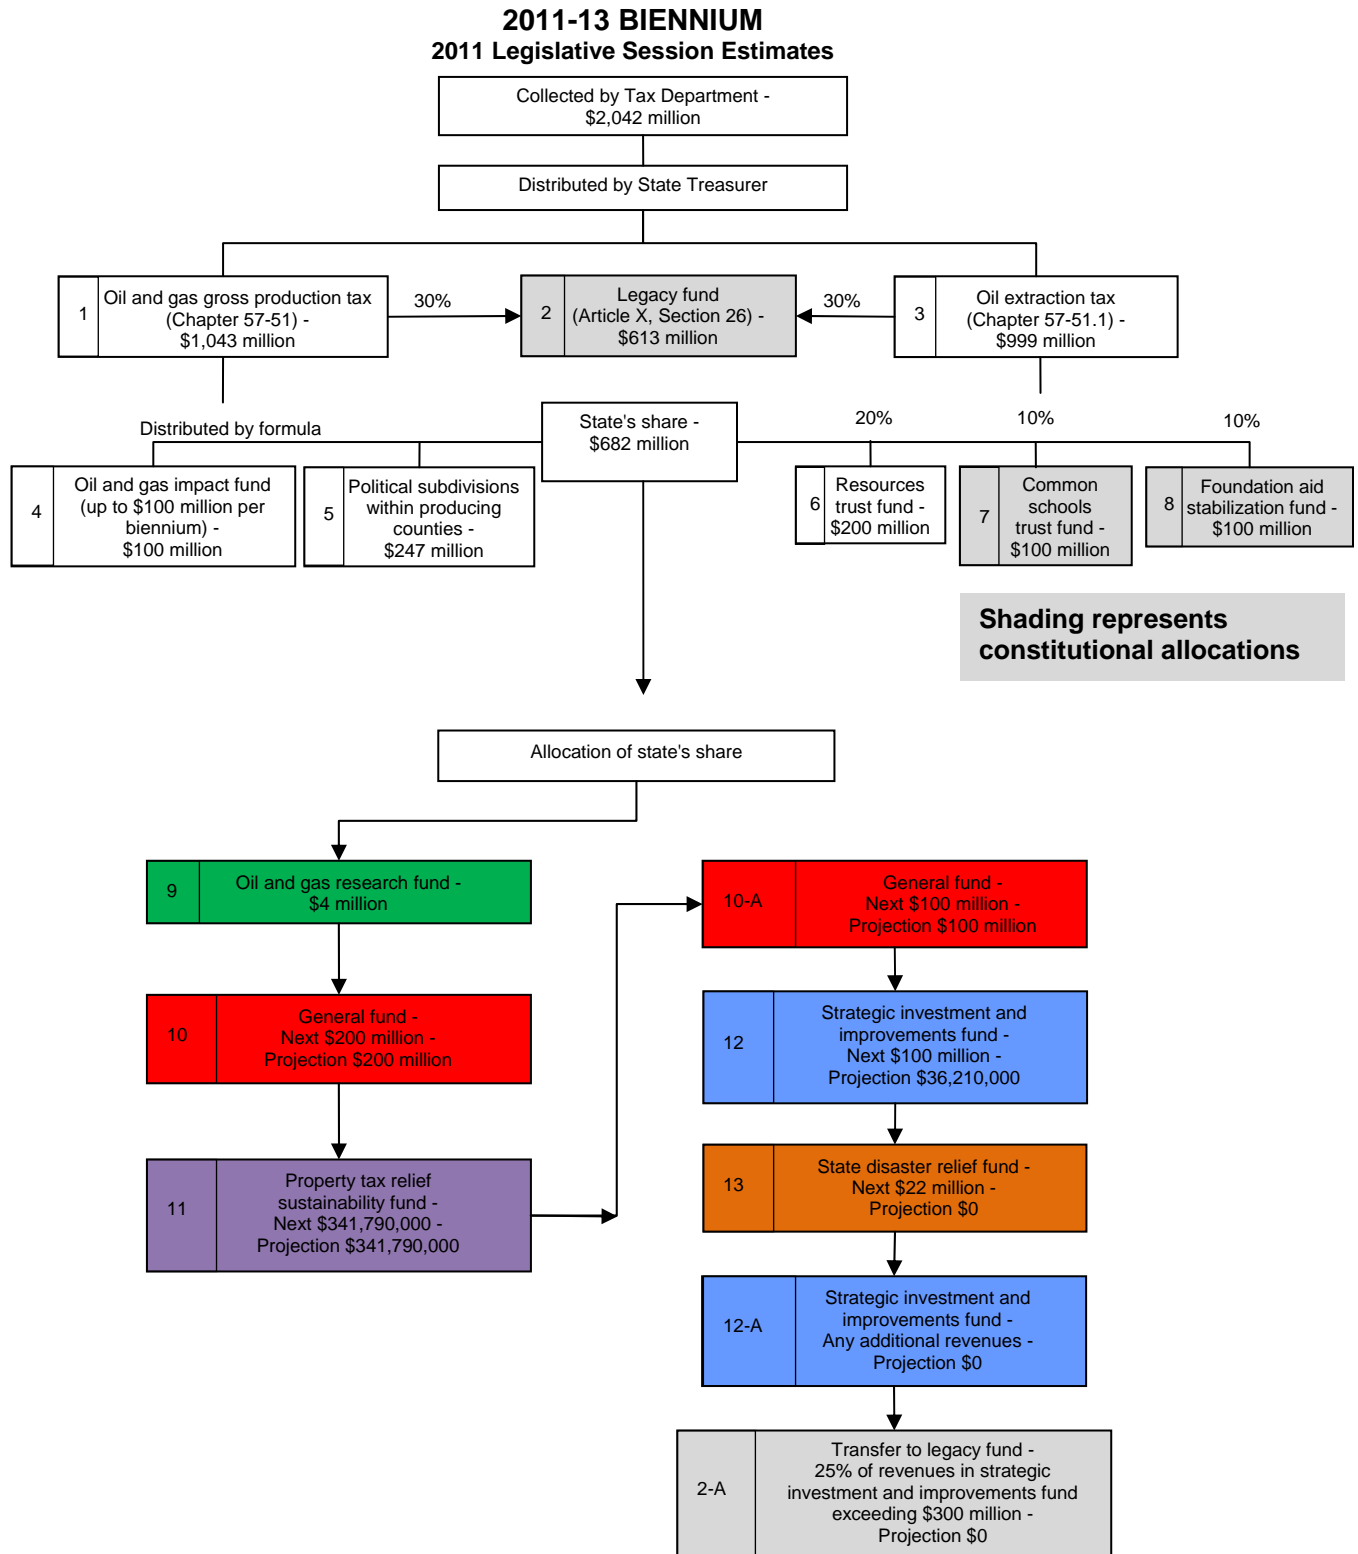 2011-13 BIENNIUM
2011 Legislative Session Estimates
Collected by Tax Department -
$2,042 million
Distributed by State Treasurer
1
Oil and gas gross production tax
(Chapter 57-51) -
$1,043 million
30%
2
Legacy fund
(Article X, Section 26) -
$613 million
30%
3
Oil extraction tax
(Chapter 57-51.1) -
$999 million
Distributed by formula
State's share -
$682 million
20%
10%
10%
4
Oil and gas impact fund
(up to $100 million per
biennium) -
$100 million
5
Political subdivisions
within producing
counties -
$247 million
6
Resources
trust fund -
$200 million
7
Common
schools
trust fund -
$100 million
8
Foundation aid
stabilization fund -
$100 million
Shading represents
constitutional allocations
Allocation of state's share
9
Oil and gas research fund -
$4 million
10
General fund -
Next $200 million -
Projection $200 million
11
Property tax relief
sustainability fund -
Next $341,790,000 -
Projection $341,790,000
10-A
General fund -
Next $100 million -
Projection $100 million
12
Strategic investment and
improvements fund -
Next $100 million -
Projection $36,210,000
13
State disaster relief fund -
Next $22 million -
Projection $0
12-A
Strategic investment and
improvements fund -
Any additional revenues -
Projection $0
2-A
Transfer to legacy fund -
25% of revenues in strategic
investment and improvements fund
exceeding $300 million -
Projection $0